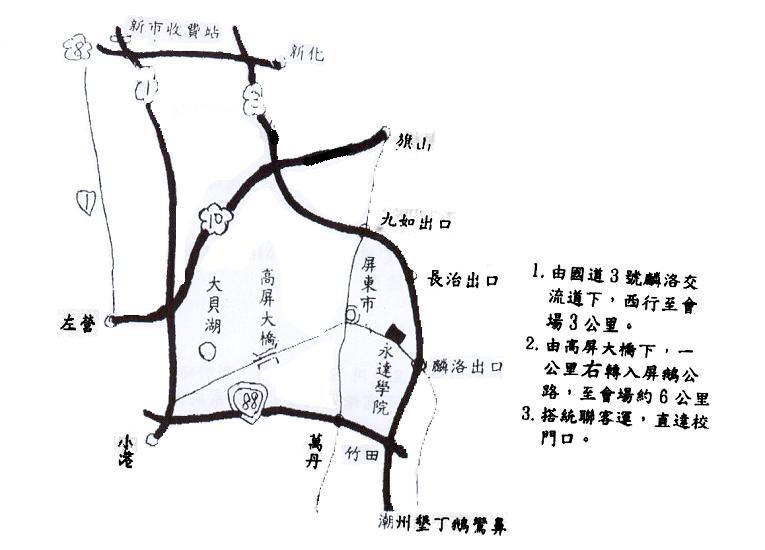 新市收費站
8
新化
1
3
旗山
1
九如出口
10
屏東市
高屏大橋
大貝湖
長治出口
左營
永達學院
麟洛出口
88
小港
萬丹
竹田
潮州墾丁鵝鸞鼻
1. 由國道3號麟洛交
流道下，西行至會
場3公里。
2. 由高屏大橋下，一
公里右轉入屏鵝公
路，至會場約6公里
3. 搭統聯客運，直達校
門口。